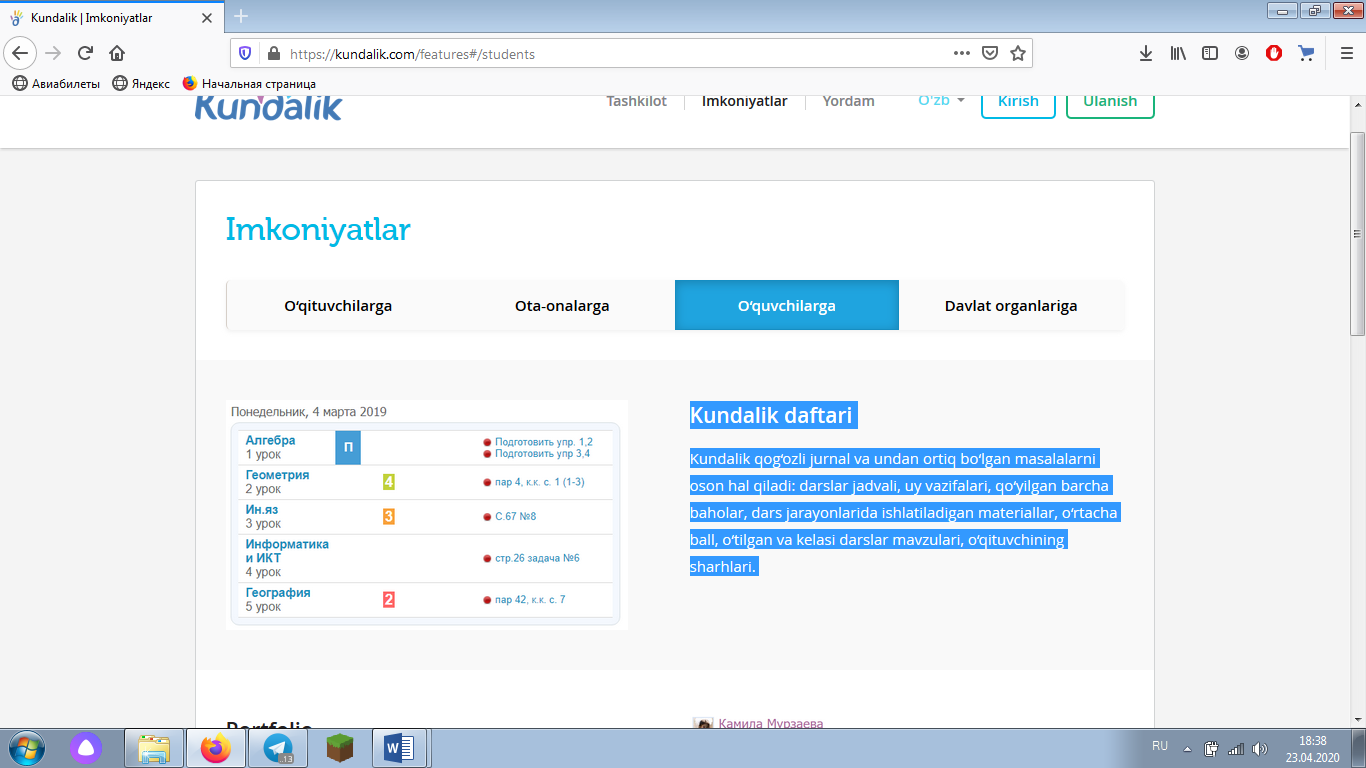 Kundalik | Imkoniyatlar
https://kundalik.com/features#/students
Авиабилеты Яндекс Начальная страница
Kundalik Tashkilot Imkoniyatlar Yordam O'zb Kirish Ulanish
Imkoniyatlar
O‘qituvchilarga Ota-onalarga O‘quvchilarga Davlat organlariga
Понедельник, 4 марта 2019
Алгебра
1 урок
П
Подготовить упр. 1,2
Подготовить упр 3,4
Геометрия
2 урок
4
пар 4, к.к. с. 1 (1-3)
Ин.яз
3 урок
3
С.67 №8
Информатика
и ИКТ
4 урок
стр.26 задача №6
География
5 урок
2
пар 42, к.к. с. 7
Kundalik daftari
Kundalik qog‘ozli jurnal va undan ortiq bo‘lgan masalalarni
oson hal qiladi: darslar jadvali, uy vazifalari, qo‘yilgan barcha
baholar, dars jarayonlarida ishlatiladigan materiallar, o‘rtacha
ball, o‘tilgan va kelasi darslar mavzulari, o‘qituvchining
sharhlari.
Portfolio
Камила Мурзаева
..13
W
RU
18:38
23.04.2020